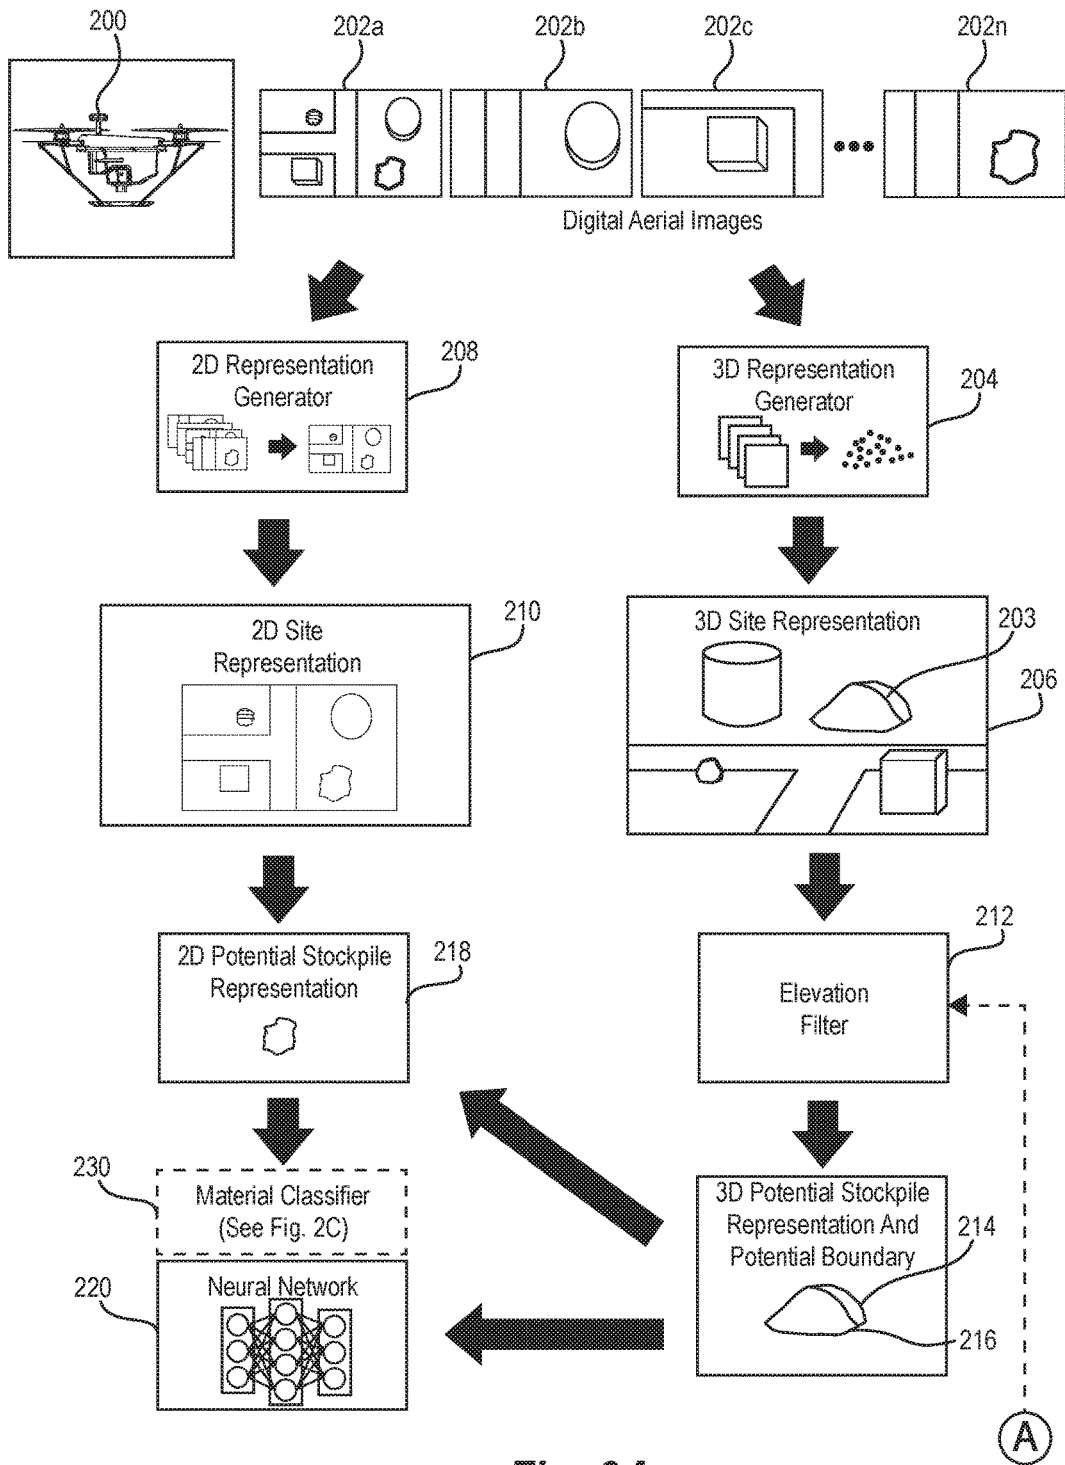 200
202a
202b
202c
202n
Digital Aerial Images
2D Representation
Generator
208
3D Representation
Generator
204
2D Site
Representation
210
3D Site Representation
203
206
2D Potential Stockpile
Representation
218
Elevation
Filter
212
230
Material Classifier
(See Fig. 2C)
220
Neural Network
3D Potential Stockpile
Representation And
Potential Boundary
214
216
A